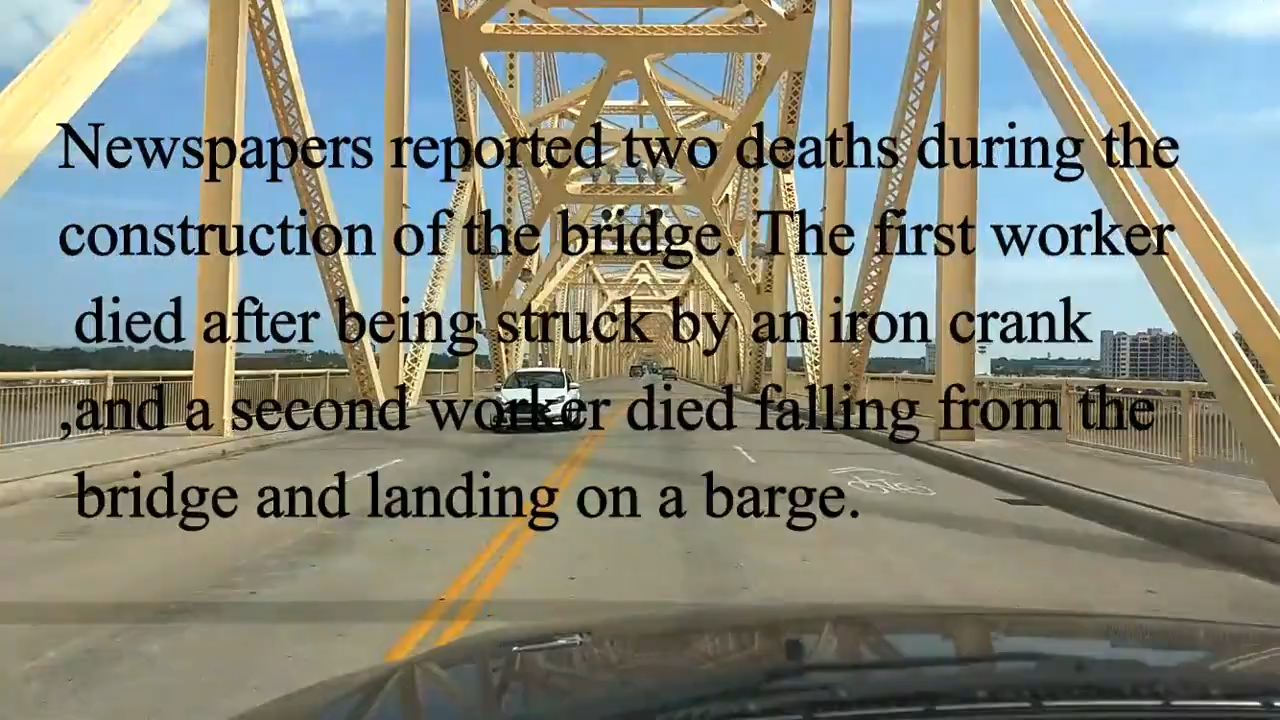 Newspapers reported two deaths during the
construction of the bridge. The first worker
died after being struck by an iron crank
,and a second worker died falling from the
bridge and landing on a barge.